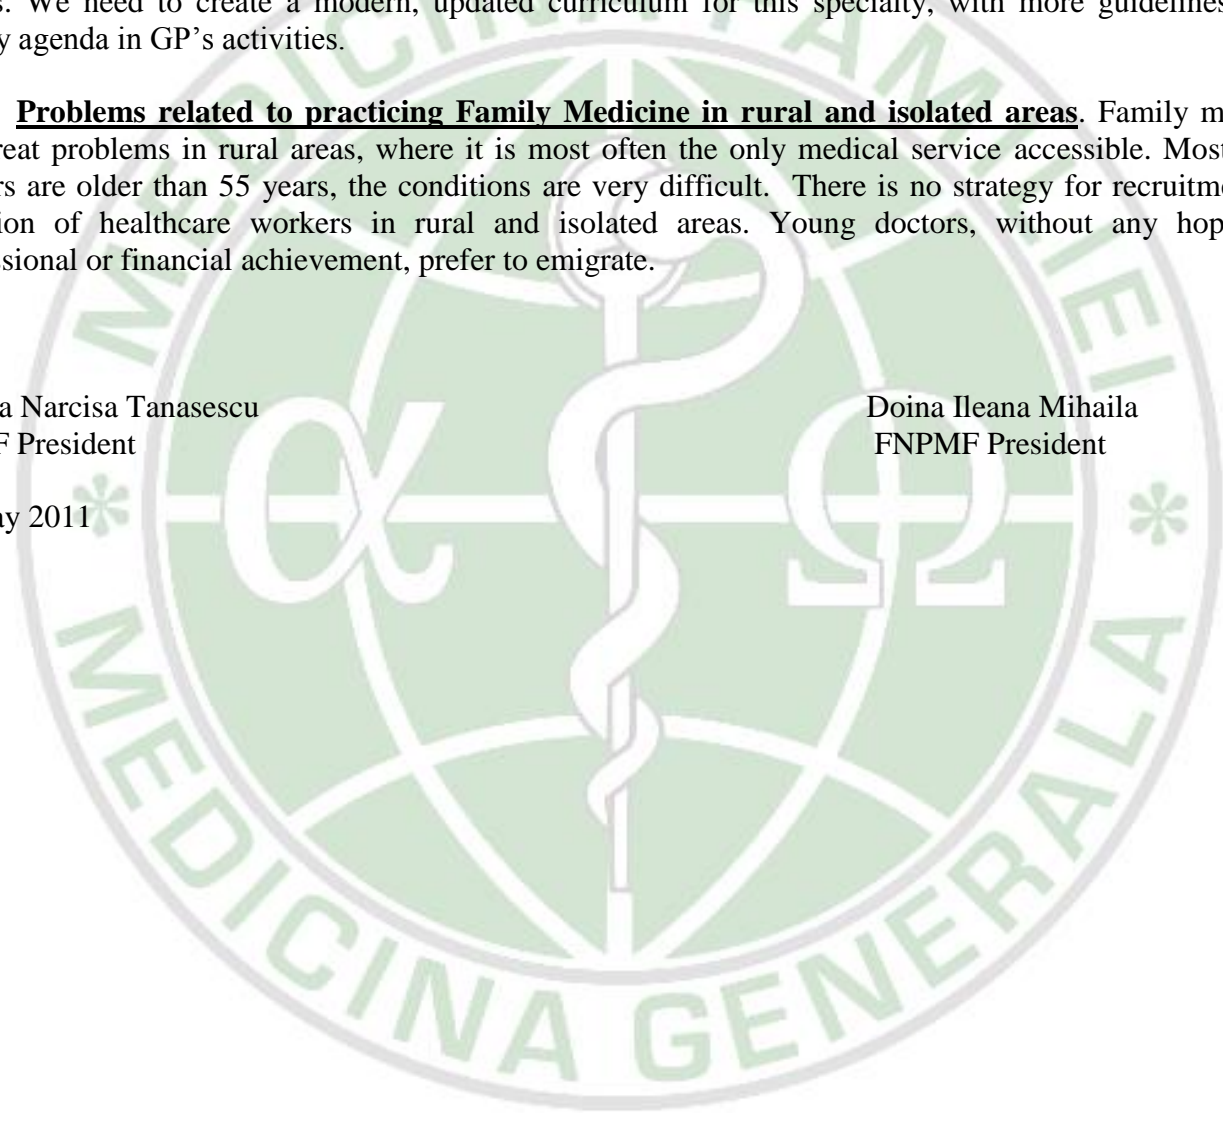 . We need to create a modern, updated curriculum for this specialty, with more guidelines
y agenda in GP's activities.
Problems related to practicing Family Medicine in rural and isolated areas. Family m
reat problems in rural areas, where it is most often the only medical service accessible. Most
rs are older than 55 years, the conditions are very difficult. There is no strategy for recruitme
ion of healthcare workers in rural and isolated areas. Young doctors, without any hop
ssional or financial achievement, prefer to emigrate.
a Narcisa Tanasescu
Doina Ileana Mihaila
F President
FNPMF President
ay 2011
MEDICINA FAMILIEI
α Ω
* *
MEDICINA GENERALA